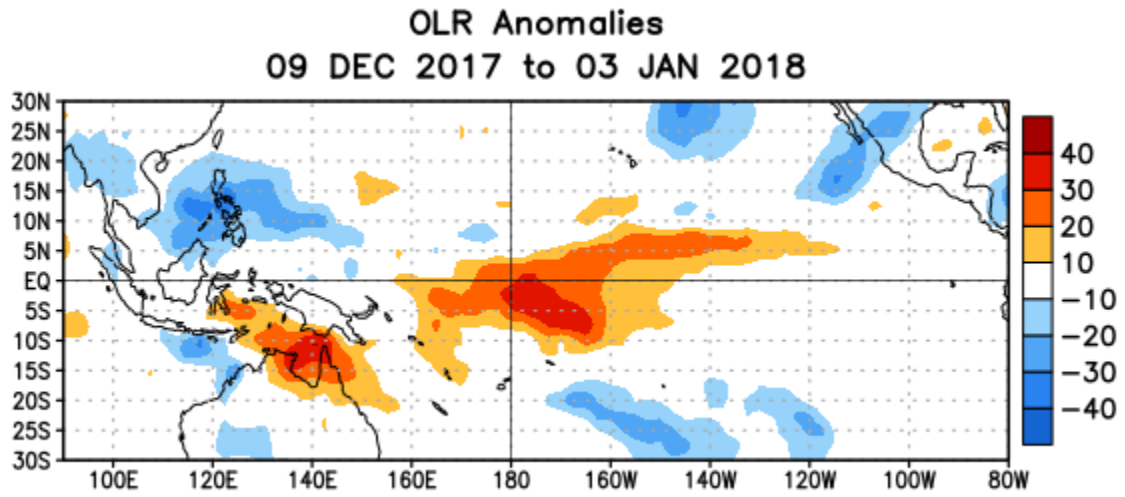 OLR Anomalies
09 DEC 2017 to 03 JAN 2018
30N
25N
20N
15N
10N
5N
EQ
5S
10S
15S
20S
25S
30S
100E 120E 140E 160E 180 160W 140W 120W 100W 80W
40
30
20
10
-10
-20
-30
-40